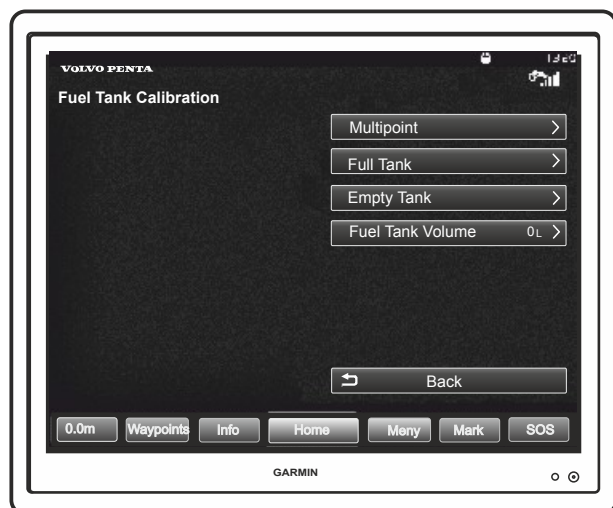 VOLVO PENTA
Fuel Tank Calibration
Multipoint
Full Tank
Empty Tank
Fuel Tank Volume 0L
Back
0.0m Waypoints Info Home Meny Mark SOS
GARMIN